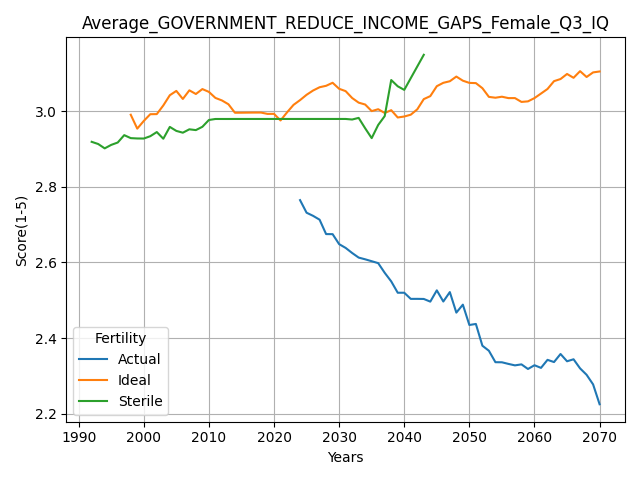 Average_GOVERNMENT_REDUCE_INCOME_GAPS_Female_Q3_IQ
Score(1-5)
3.0
2.8
2.6
2.4
2.2
Fertility
Actual
Ideal
Sterile
1990 2000 2010 2020 2030 2040 2050 2060 2070
Years